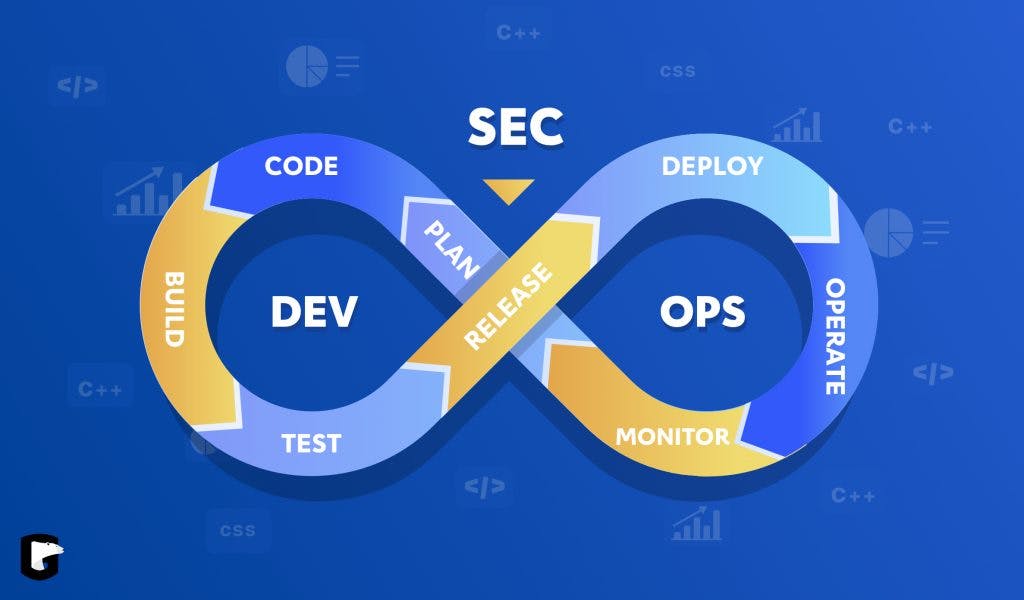 C++
</>
css
C++
SEC
CODE
DEPLOY
PLAN
BUILD
DEV
RELEASE
OPS
OPERATE
C++
</>
TEST
MONITOR
</>
C++
css
G